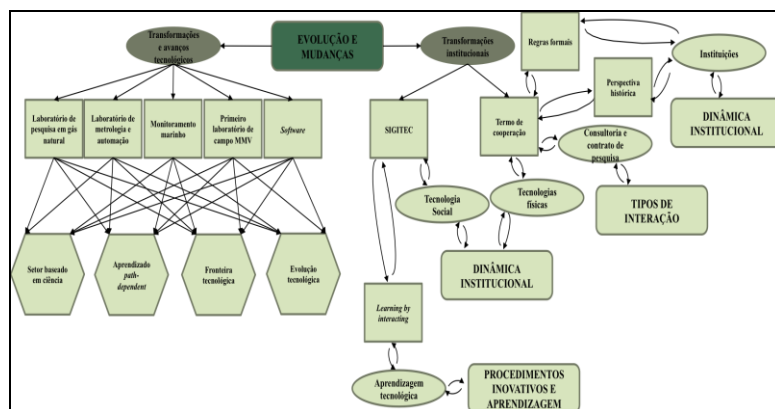 Transformações
e avanços
tecnológicos
EVOLUÇÃO E
MUDANÇAS
Transformações
institucionais
Regras formais
Instituições
Perspectiva
histórica
DINÂMICA
INSTITUCIONAL
Laboratório de
pesquisa em gás
natural
Laboratório de
metrologia e
automação
Monitoramento
marinho
Primeiro
laboratório de
campo MMV
Software
SIGITEC
Termo de
cooperação
Consultoria e
contrato de
pesquisa
TIPOS DE
INTERAÇÃO
Tecnologia
Social
Tecnologias
físicas
DINÂMICA
INSTITUCIONAL
Setor baseado
em ciência
Aprendizado
path-
dependent
Fronteira
tecnológica
Evolução
tecnológica
Learning by
interacting
Aprendizagem
tecnológica
PROCEDIMENTOS
INOVATIVOS E
APRENDIZAGEM